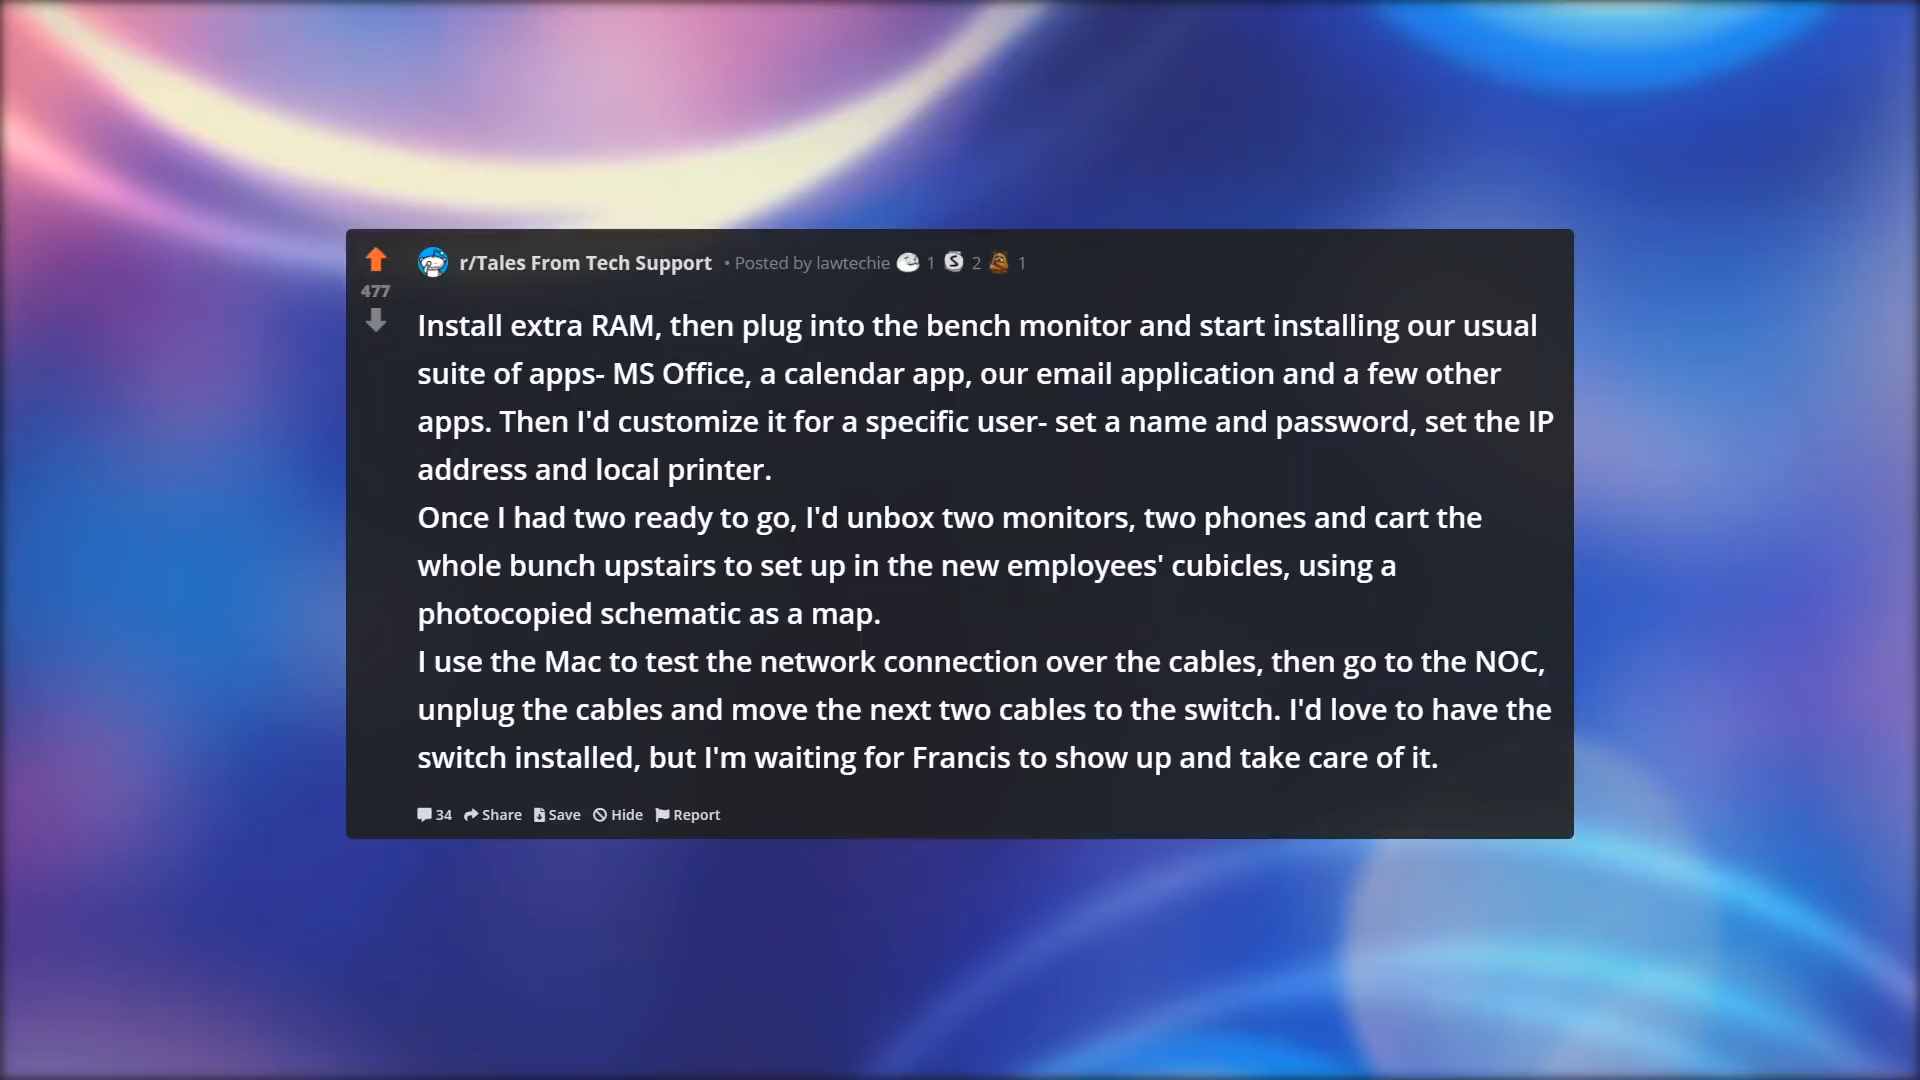 r/Tales From Tech Support • Posted by lawtechie 1 2 1
477
Install extra RAM, then plug into the bench monitor and start installing our usual
suite of apps- MS Office, a calendar app, our email application and a few other
apps. Then I'd customize it for a specific user- set a name and password, set the IP
address and local printer.
Once I had two ready to go, I'd unbox two monitors, two phones and cart the
whole bunch upstairs to set up in the new employees' cubicles, using a
photocopied schematic as a map.
I use the Mac to test the network connection over the cables, then go to the NOC,
unplug the cables and move the next two cables to the switch. I'd love to have the
switch installed, but I'm waiting for Francis to show up and take care of it.
34 Share Save Hide Report